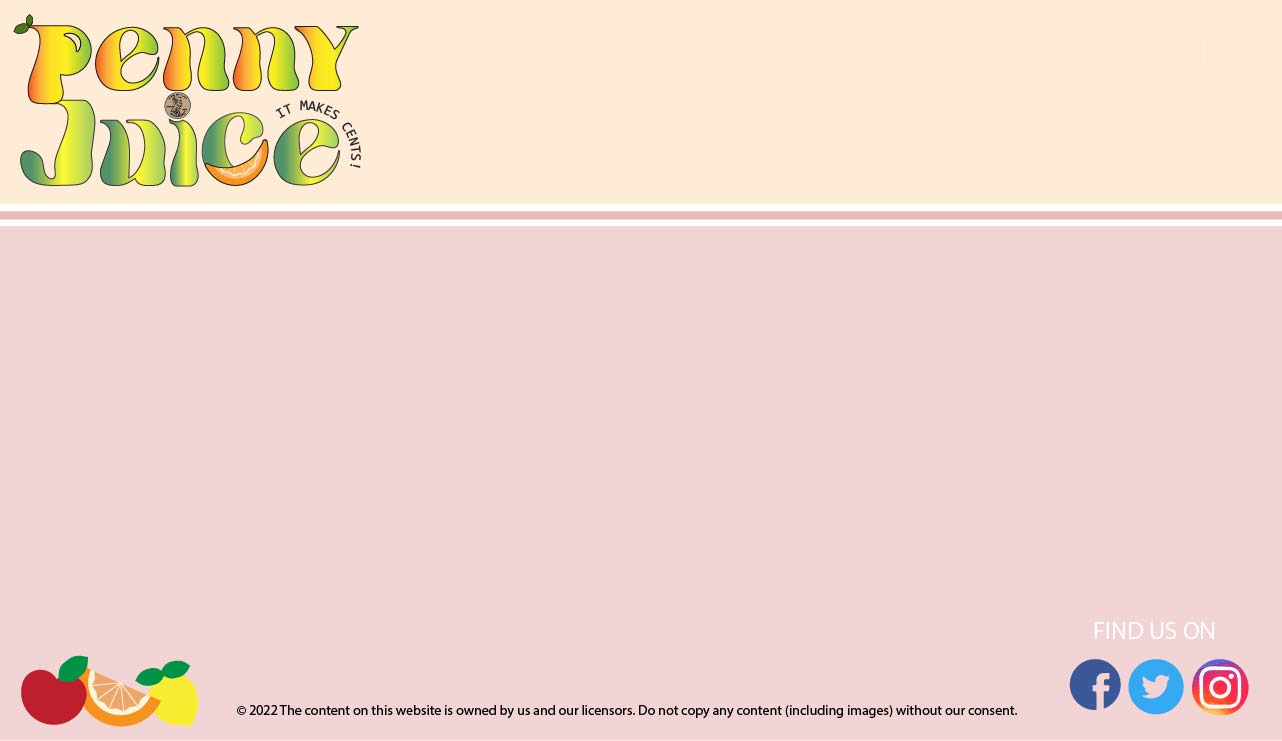 Penny
Juice
IT MAKES CENTS!
FIND US ON
© 2022 The content on this website is owned by us and our licensors. Do not copy any content (including images) without our consent.